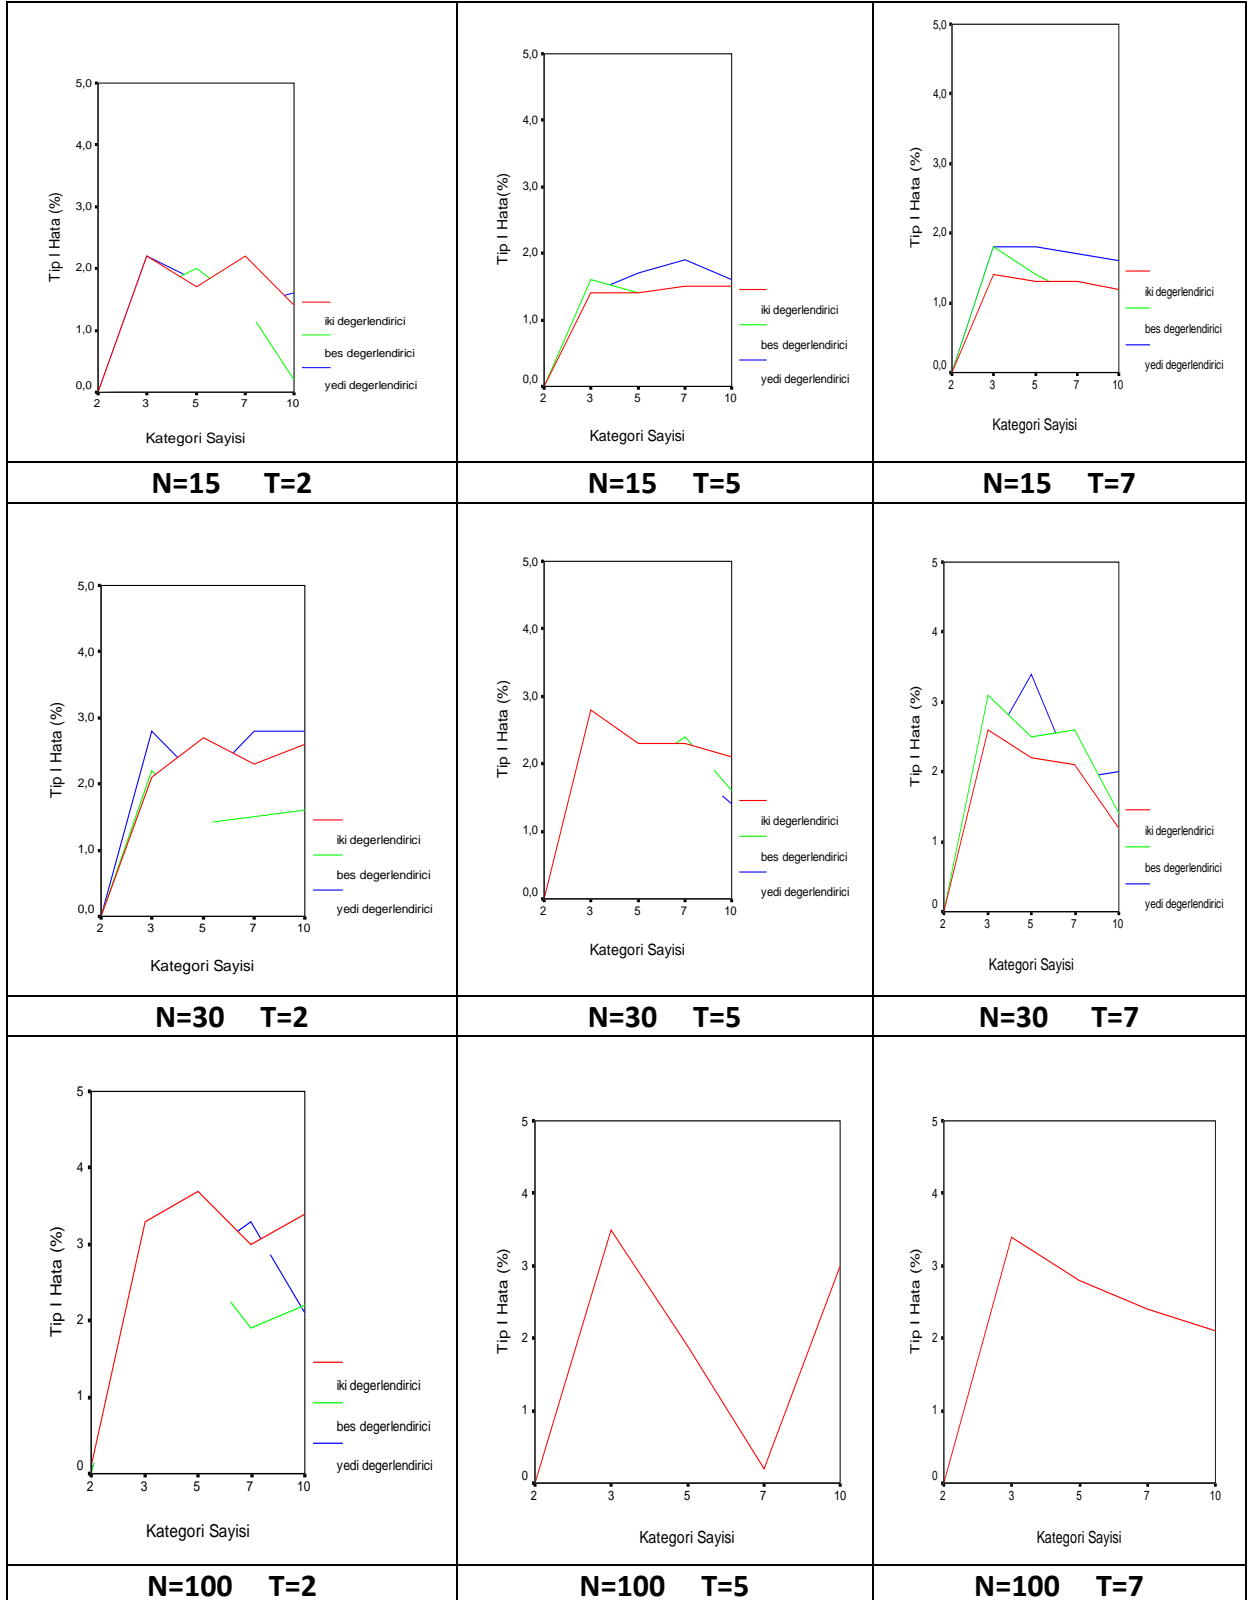 5,0
4,0
3,0
2,0
1,0
0,0
Tip I Hata (%)
2 3 5 7 10
Kategori Sayisi
iki degerlendirici
bes degerlendirici
yedi degerlendirici
5,0
4,0
3,0
2,0
1,0
0,0
Tip I Hata(%)
2 3 5 7 10
Kategori Sayisi
iki degerlendirici
bes degerlendirici
yedi degerlendirici
5,0
4,0
3,0
2,0
1,0
0,0
Tip I Hata (%)
2 3 5 7 10
Kategori Sayisi
iki degerlendirici
bes degerlendirici
yedi degerlendirici
N=15 T=2
N=15 T=5
N=15 T=7
5,0
4,0
3,0
2,0
1,0
0,0
Tip I Hata (%)
2 3 5 7 10
Kategori Sayisi
iki degerlendirici
bes degerlendirici
yedi degerlendirici
5,0
4,0
3,0
2,0
1,0
0,0
Tip I Hata (%)
2 3 5 7 10
Kategori Sayisi
iki degerlendirici
bes degerlendirici
yedi degerlendirici
5
4
3
2
1
0
Tip I Hata (%)
2 3 5 7 10
Kategori Sayisi
iki degerlendirici
bes degerlendirici
yedi degerlendirici
N=30 T=2
N=30 T=5
N=30 T=7
5
4
3
2
1
0
Tip I Hata (%)
2 3 5 7 10
Kategori Sayisi
iki degerlendirici
bes degerlendirici
yedi degerlendirici
5
4
3
2
1
0
Tip I Hata (%)
2 3 5 7 10
Kategori Sayisi
5
4
3
2
1
0
Tip I Hata (%)
2 3 5 7 10
Kategori Sayisi
N=100 T=2
N=100 T=5
N=100 T=7